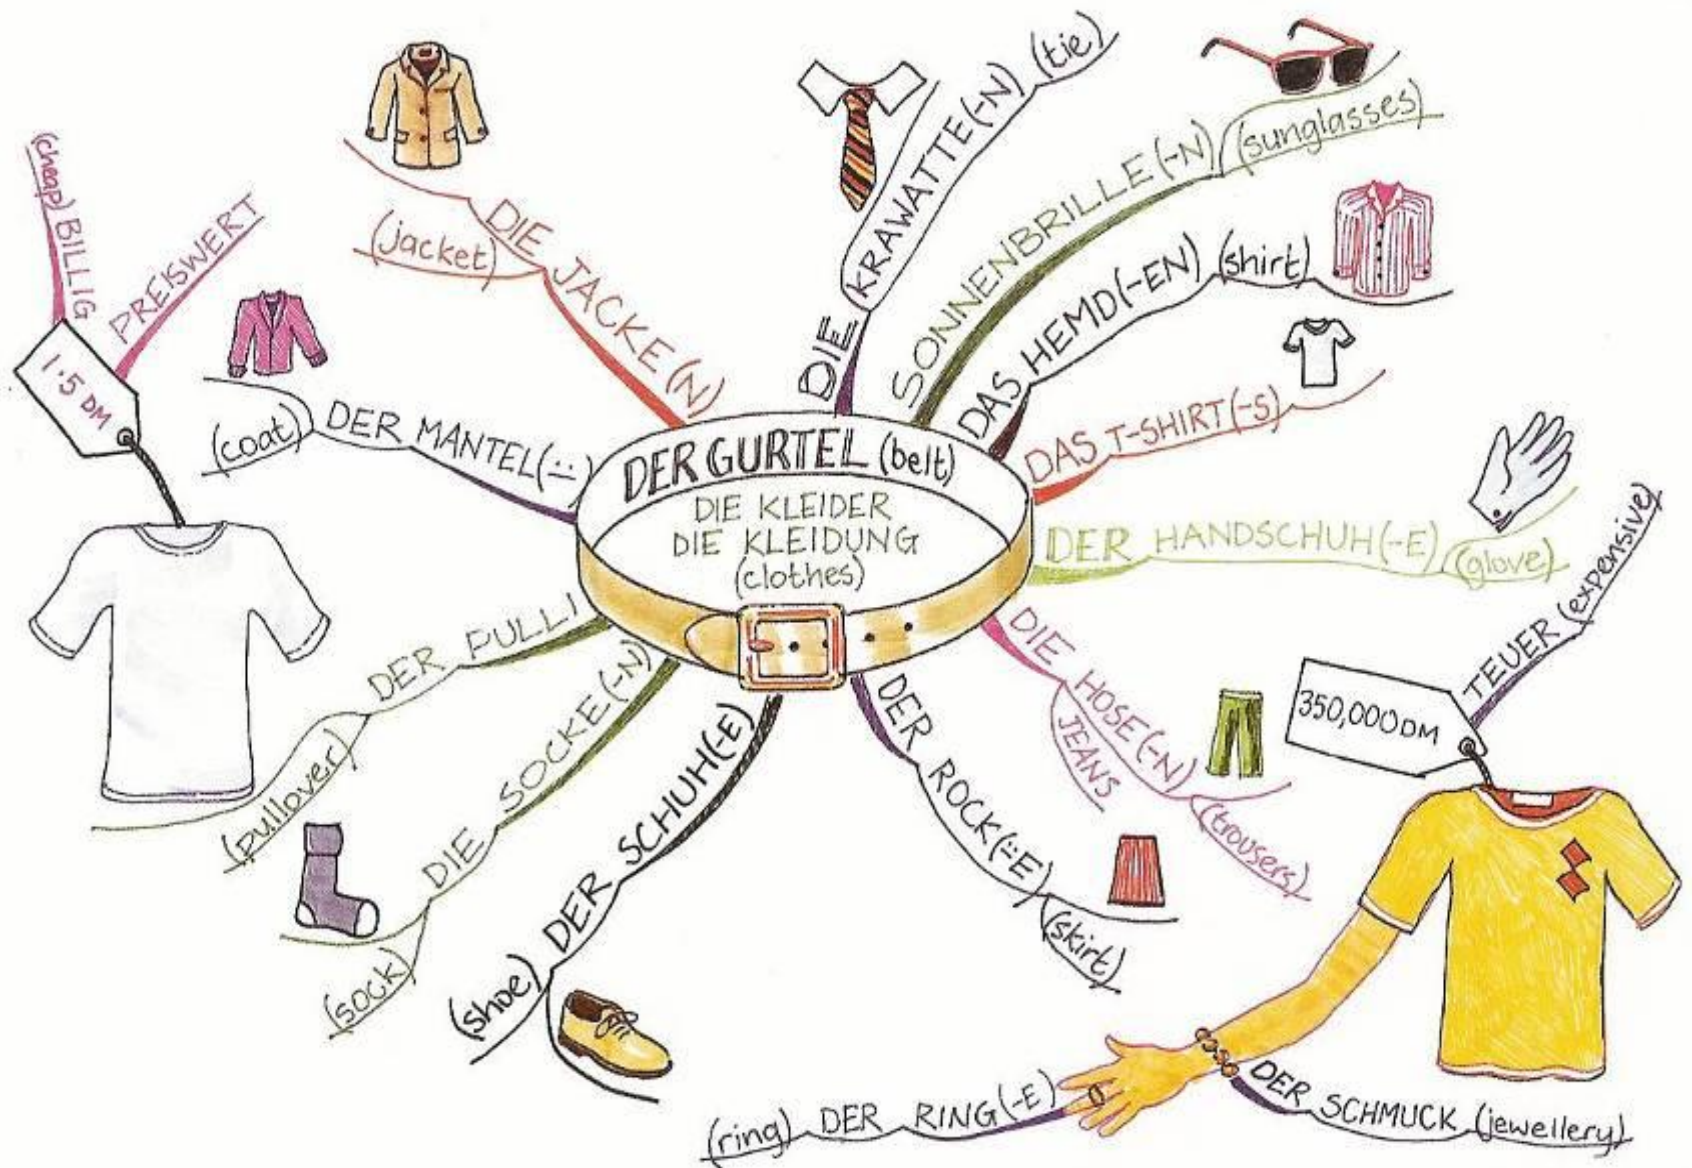 DER GURTEL (belt)
DIE KLEIDER
DIE KLEIDUNG
(clothes)
DIE KRAWATTE(-N) (tie)
SONNENBRILLE(-N) (sunglasses)
DAS HEMD(-EN) (shirt)
DAS T-SHIRT(-S)
DER HANDSCHUH(-E) (glove)
DIE HOSE(-N) (trousers)
JEANS
DER ROCK(¨-E) (skirt)
DER SCHUH(-E) (shoe)
DIE SOCKE(-N) (sock)
DER PULLI (pullover)
DER MANTEL(¨-) (coat)
DIE JACKE(N) (jacket)
(cheap) BILLIG
PREISWERT
1.5 DM
TEUER (expensive)
350,000 DM
DER SCHMUCK (jewellery)
DER RING(-E) (ring)